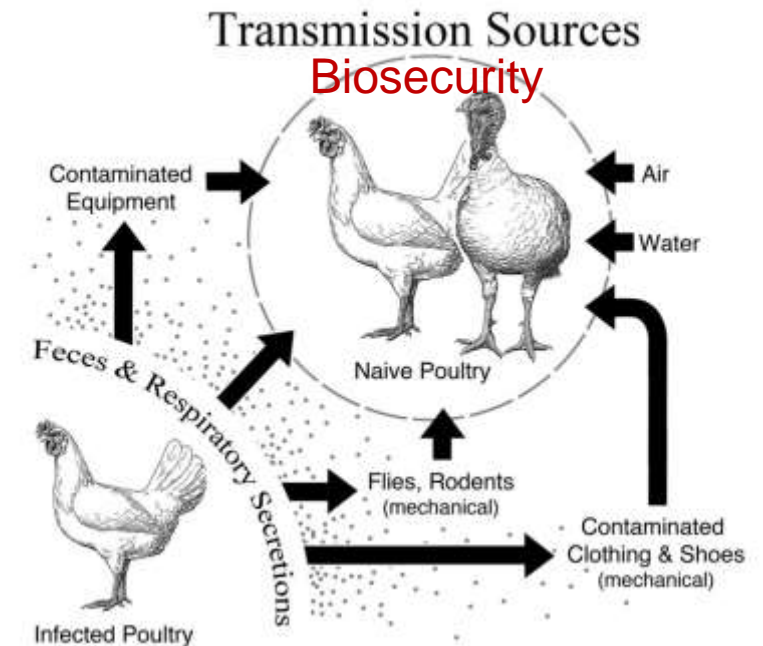 Transmission Sources
Biosecurity
Contaminated
Equipment
Air
Water
Naive Poultry
Feces & Respiratory Secretions
Flies, Rodents
(mechanical)
Contaminated
Clothing & Shoes
(mechanical)
Infected Poultry